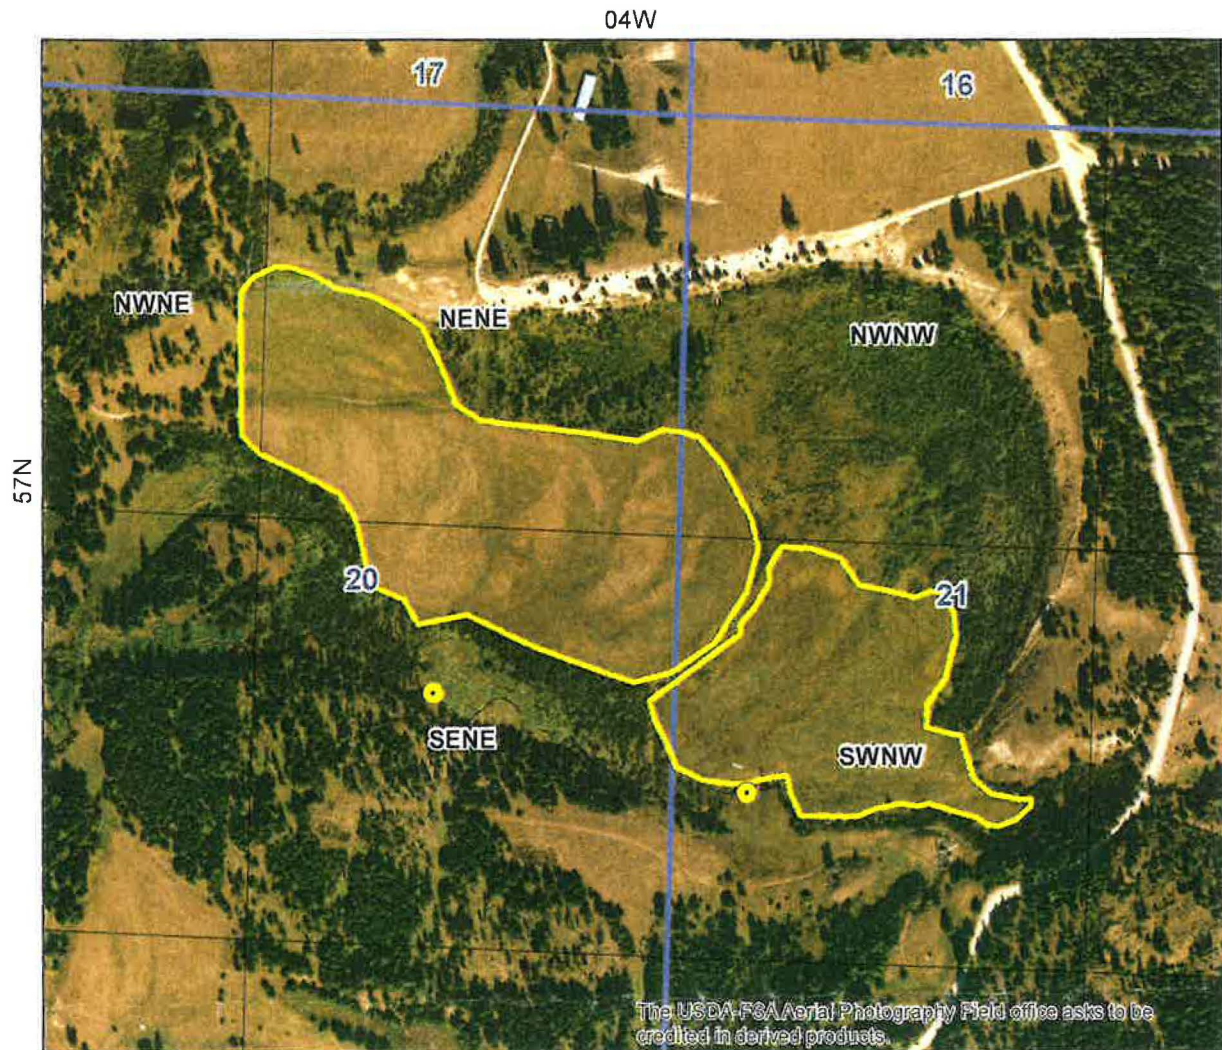 04W
17
16
NWNE
NENE
NWNW
57N
20
21
SENE
SWNW
The USDA-FSA Aerial Photography Field office asks to be
credited in derived products.